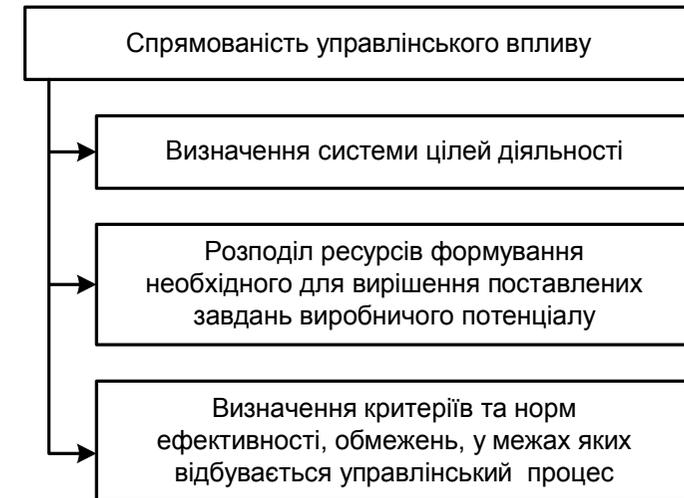 Спрямованість управлінського впливу
Визначення системи цілей діяльності
Розподіл ресурсів формування
необхідного для вирішення поставлених
завдань виробничого потенціалу
Визначення критеріїв та норм
ефективності, обмежень, у межах яких
відбувається управлінський процес